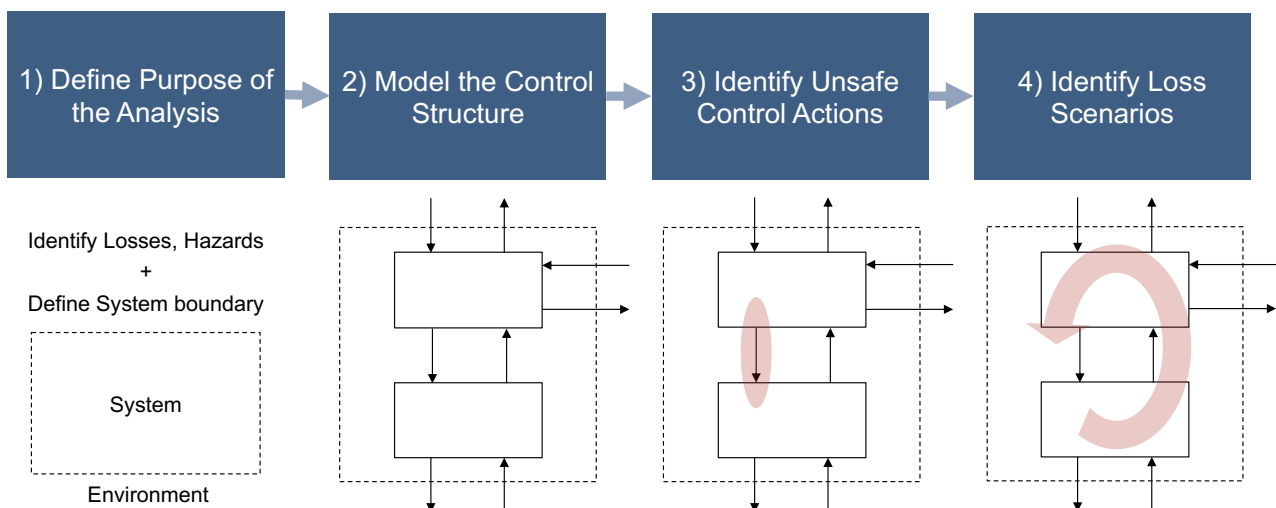 1) Define Purpose of
the Analysis
2) Model the Control
Structure
3) Identify Unsafe
Control Actions
4) Identify Loss
Scenarios
Identify Losses, Hazards
+
Define System boundary
System
Environment